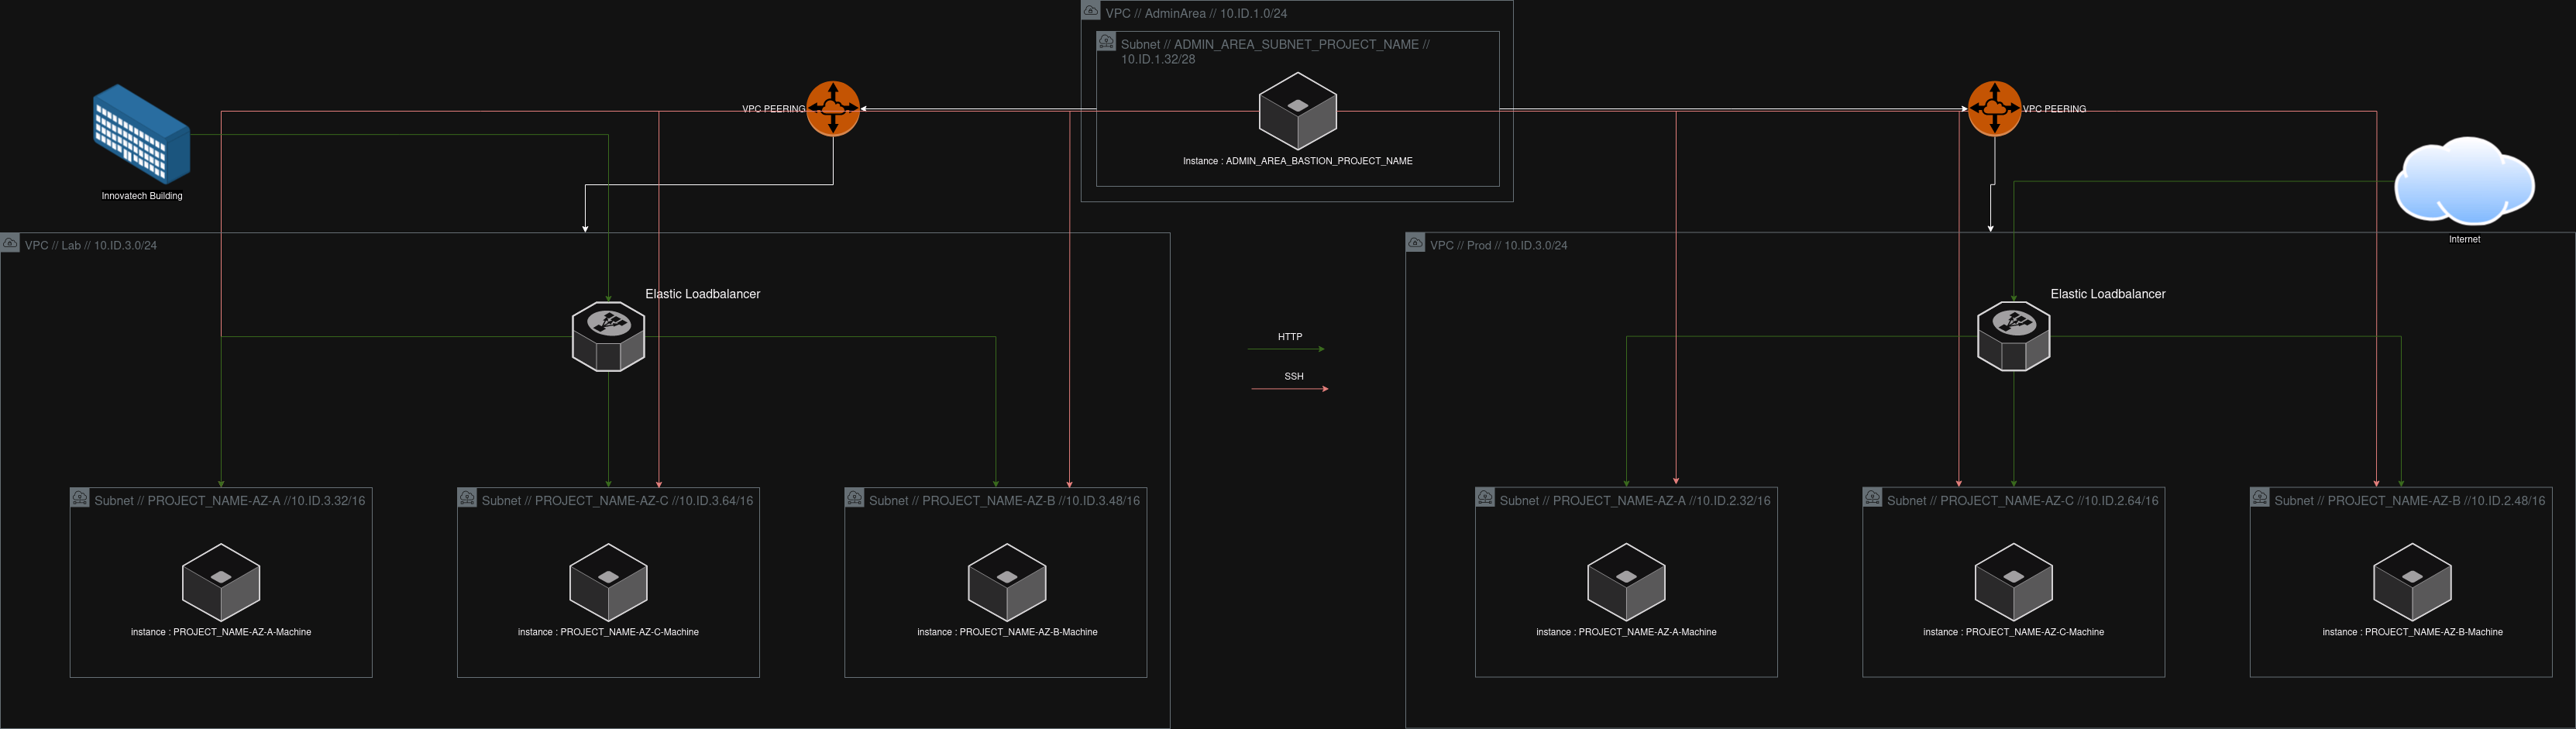 VPC // AdminArea // 10.ID.1.0/24
Subnet // ADMIN_AREA_SUBNET_PROJECT_NAME //
10.ID.1.32/28
VPC PEERING
VPC PEERING
Instance : ADMIN_AREA_BASTION_PROJECT_NAME
Innovatech Building
Internet
VPC // Lab // 10.ID.3.0/24
VPC // Prod // 10.ID.3.0/24
Elastic Loadbalancer
Elastic Loadbalancer
HTTP
SSH
Subnet // PROJECT_NAME-AZ-A //10.ID.3.32/16
Subnet // PROJECT_NAME-AZ-C //10.ID.3.64/16
Subnet // PROJECT_NAME-AZ-B //10.ID.3.48/16
Subnet // PROJECT_NAME-AZ-A //10.ID.2.32/16
Subnet // PROJECT_NAME-AZ-C //10.ID.2.64/16
Subnet // PROJECT_NAME-AZ-B //10.ID.2.48/16
instance : PROJECT_NAME-AZ-A-Machine
instance : PROJECT_NAME-AZ-C-Machine
instance : PROJECT_NAME-AZ-B-Machine
instance : PROJECT_NAME-AZ-A-Machine
instance : PROJECT_NAME-AZ-C-Machine
instance : PROJECT_NAME-AZ-B-Machine